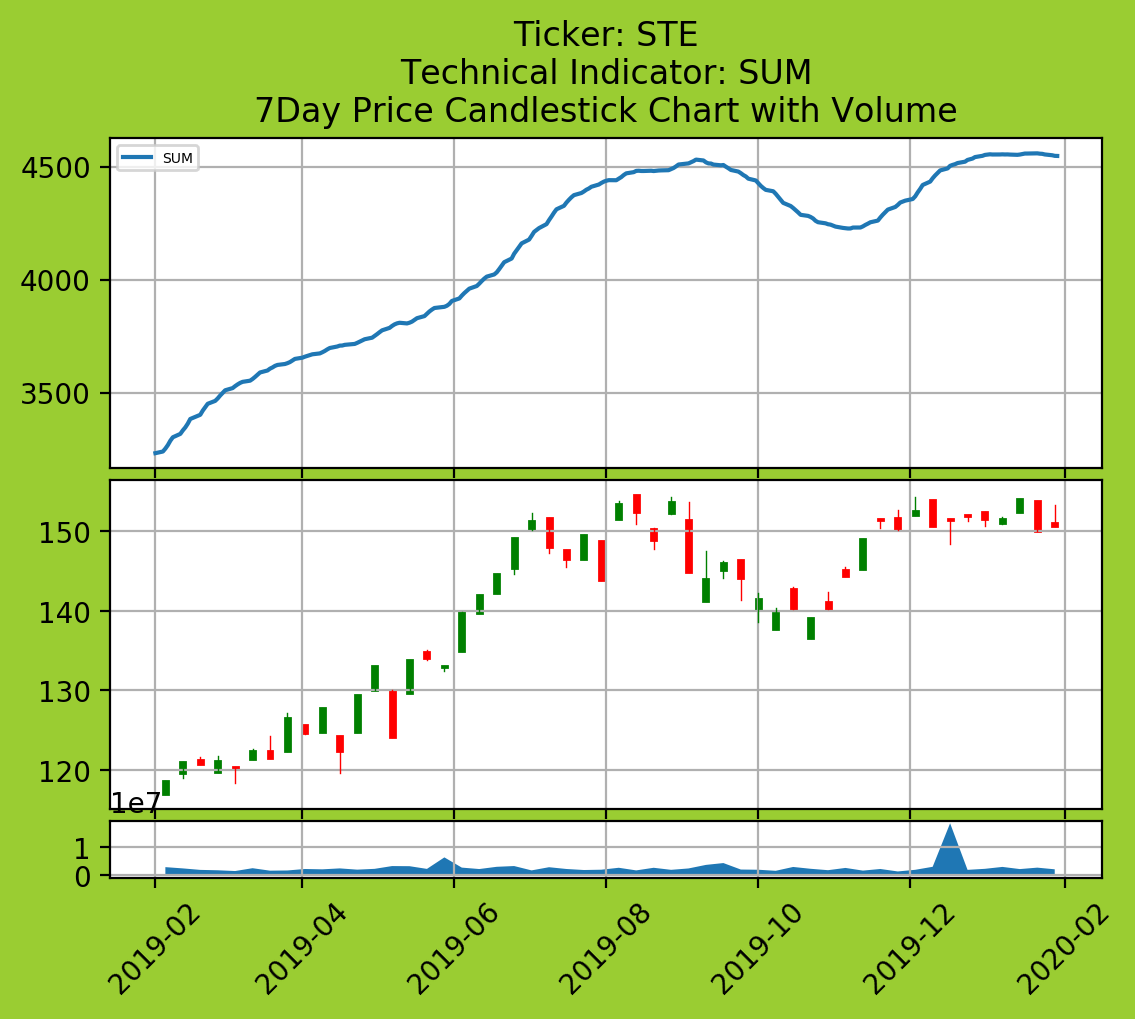 Ticker: STE
Technical Indicator: SUM
7Day Price Candlestick Chart with Volume
SUM
4500
4000
3500
150
140
130
120
1e7
1
0
2019-02 2019-04 2019-06 2019-08 2019-10 2019-12 2020-02